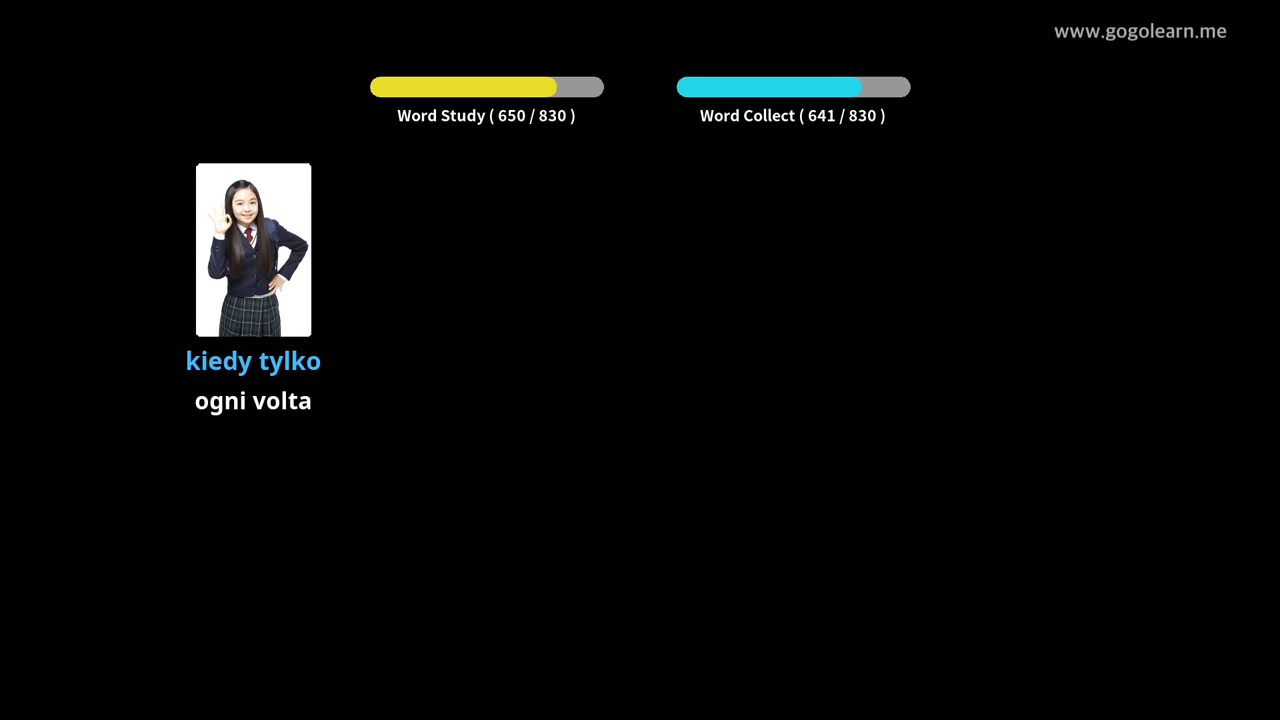 www.gogolearn.me
Word Study ( 650 / 830 )
Word Collect ( 641 / 830 )
kiedy tylko
ogni volta